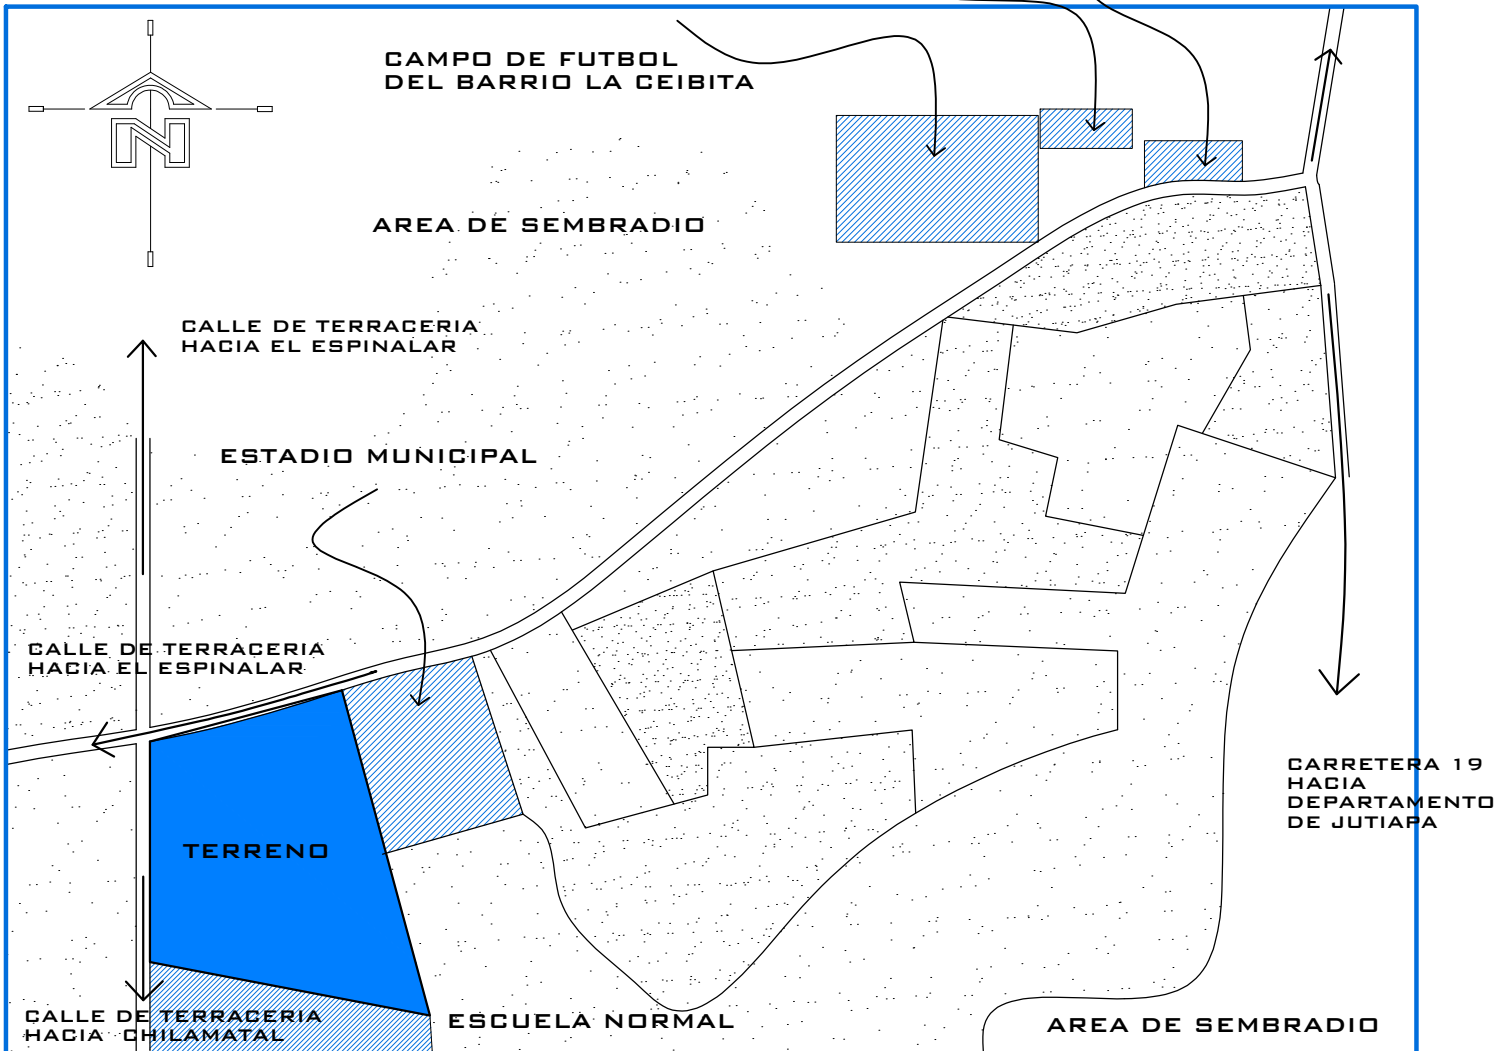 CAMPO DE FUTBOL
DEL BARRIO LA CEIBITA
N
AREA DE SEMBRADIO
CALLE DE TERRACERIA
HACIA EL ESPINALAR
ESTADIO MUNICIPAL
CALLE DE TERRACERIA
HACIA EL ESPINALAR
CARRETERA 19
HACIA
DEPARTAMENTO
DE JUTIAPA
TERRENO
CALLE DE TERRACERIA
HACIA CHILAMATAL
ESCUELA NORMAL
AREA DE SEMBRADIO